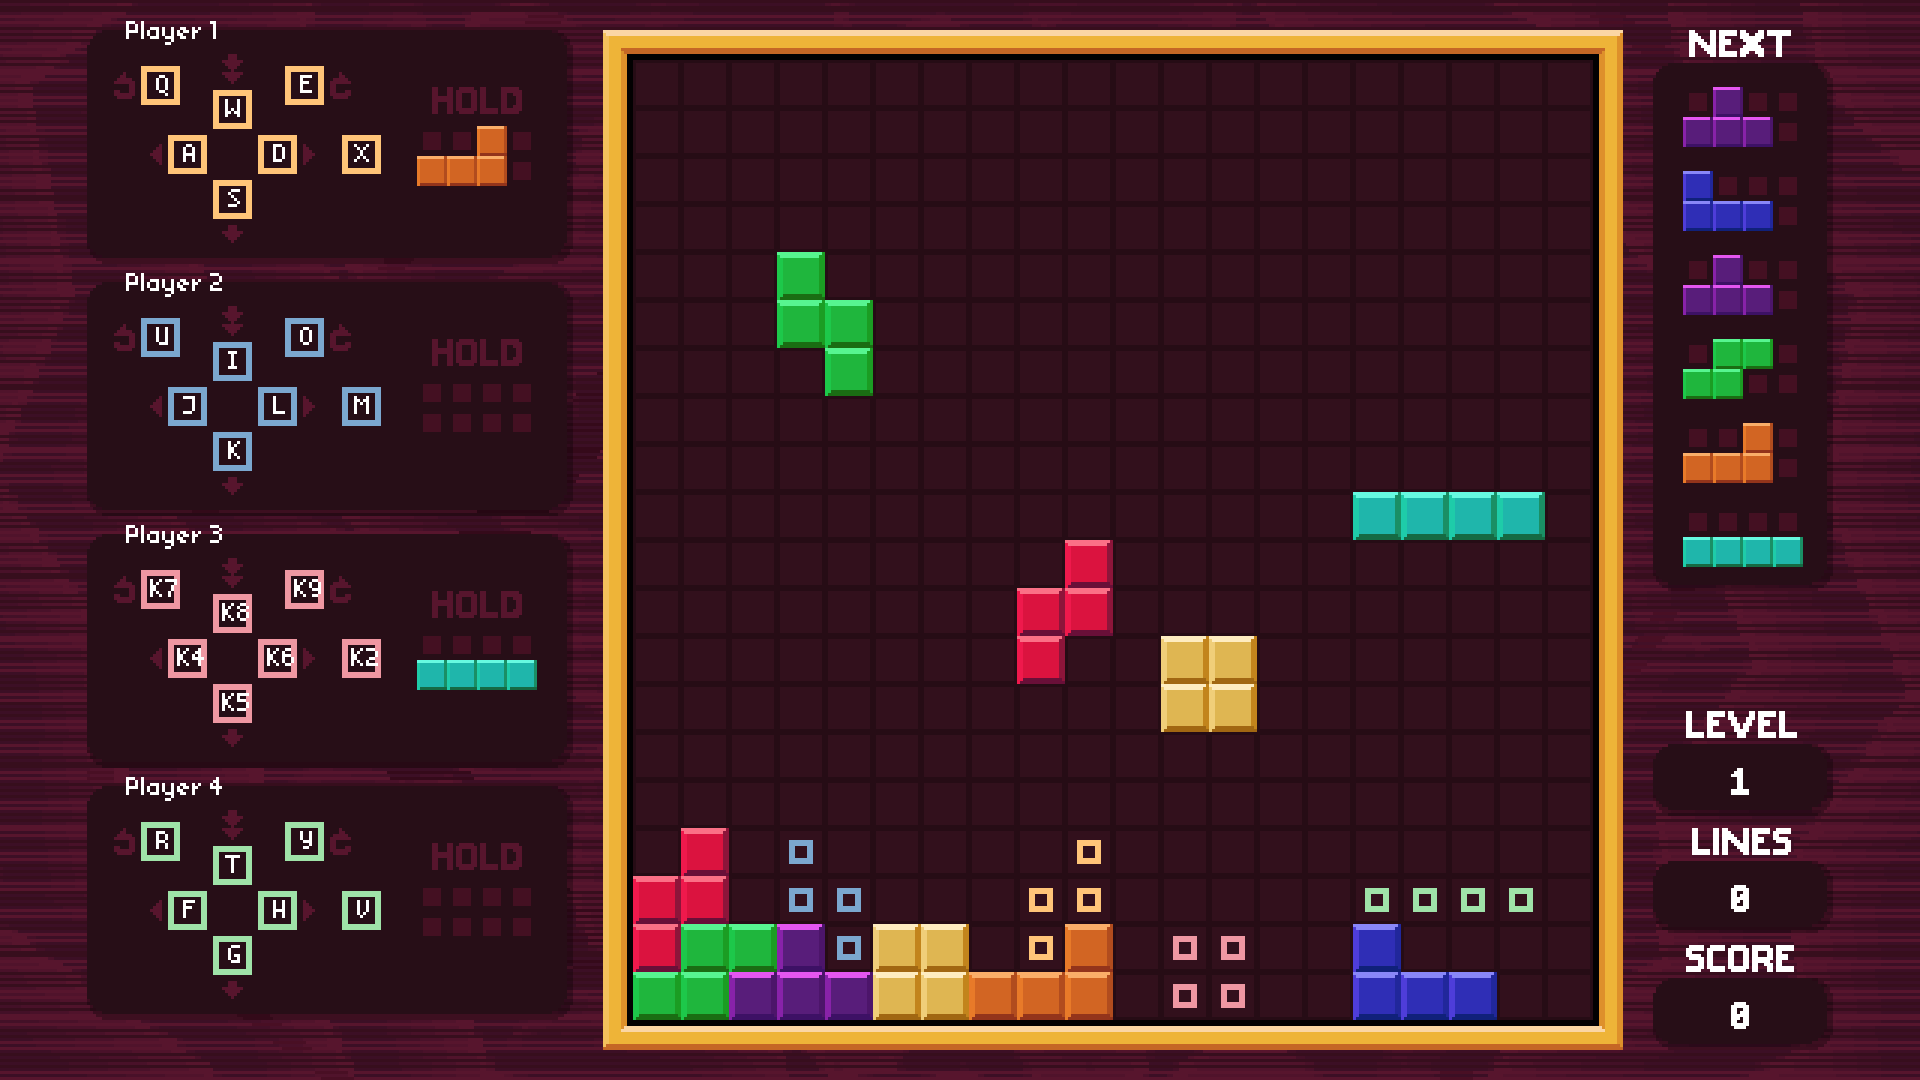 Player 1
Q E
W
A D X
S
HOLD
Player 2
U O
I
J L M
K
HOLD
Player 3
K7 K9
K8
K4 K6 K2
K5
HOLD
Player 4
R Y
T
F H V
G
HOLD
NEXT
LEVEL
1
LINES
0
SCORE
0